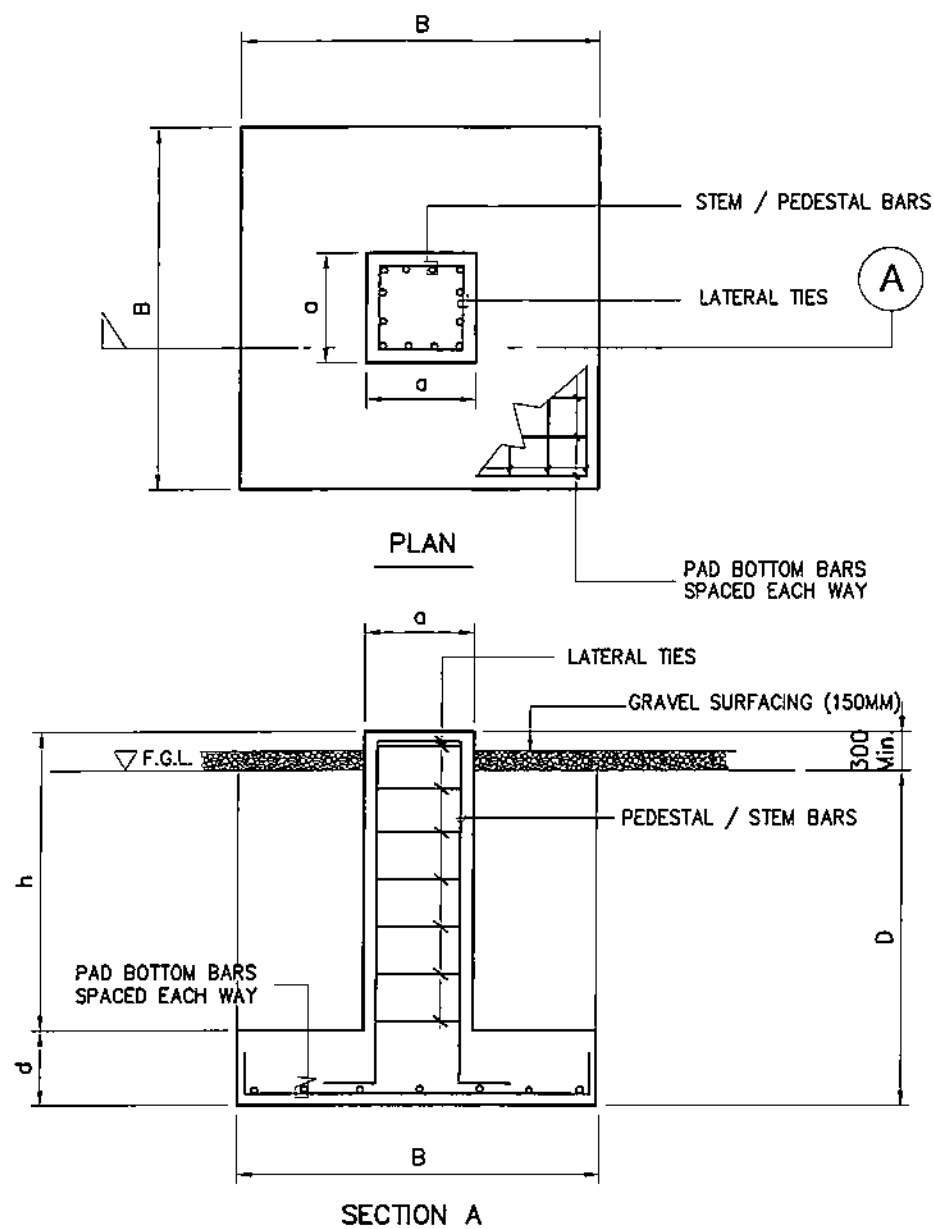 B
STEM / PEDESTAL BARS
A
LATERAL TIES
B
a
a
PLAN
PAD BOTTOM BARS
SPACED EACH WAY
a
LATERAL TIES
GRAVEL SURFACING (150MM)
F.G.L.
300
Min.
PEDESTAL / STEM BARS
h
D
PAD BOTTOM BARS
SPACED EACH WAY
d
B
SECTION A